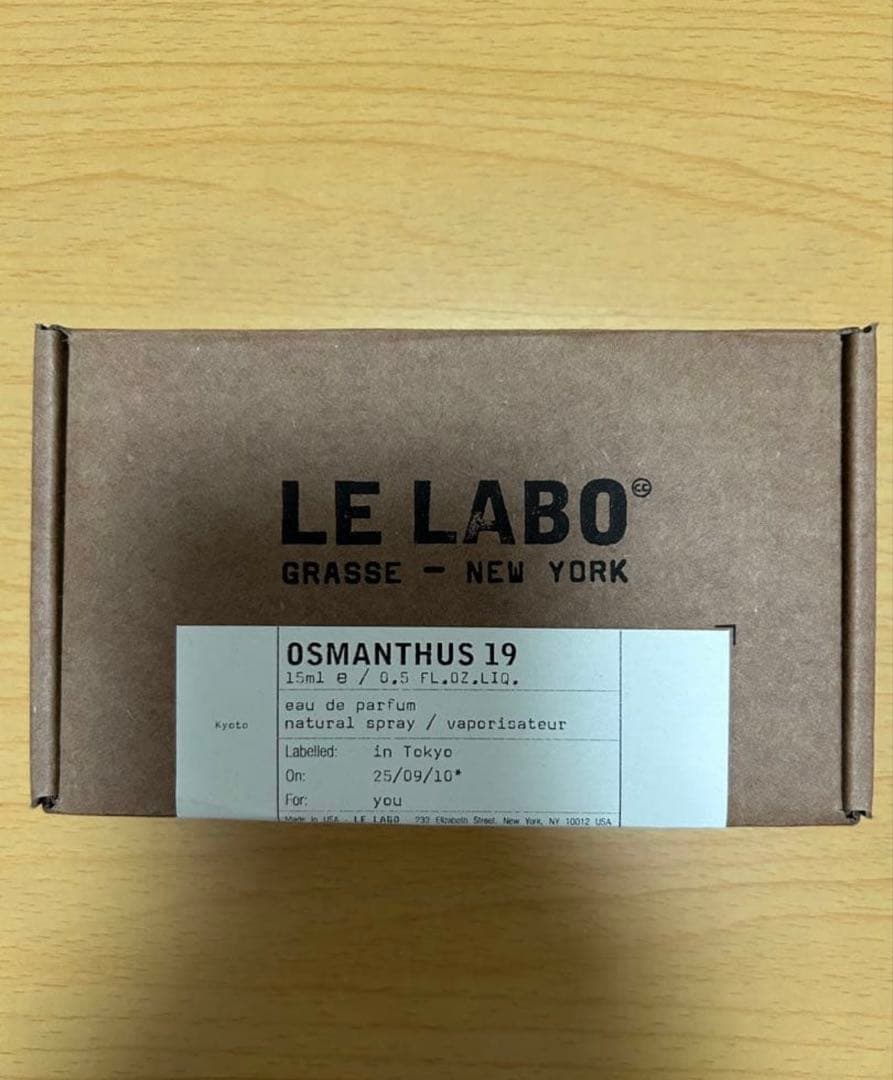 LE LABO
GRASSE — NEW YORK
OSMANTHUS 19
15ml ℮ / 0.5 FL.OZ.LIQ.
eau de parfum
natural spray / vaporisateur
Kyoto
Labelled: in Tokyo
On: 25/09/10*
For: you
Made in USA - LE LABO 233 Elizabeth Street, New York, NY 10012 USA